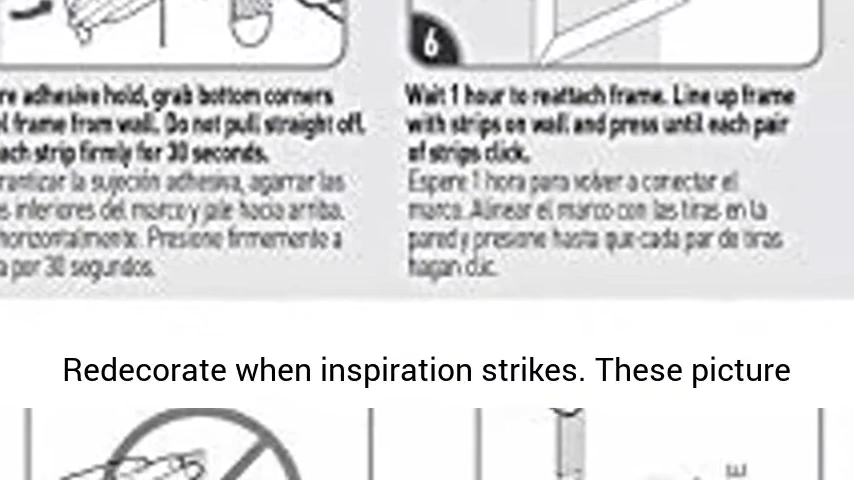 6
re adhesive hold, grab bottom corners
l frame from wall. Do not pull straight off.
ach strip firmly for 30 seconds.
rantizar la sujeción adhesiva, agarrar las
s inferiores del marco y jale hacia arriba.
horizontalmente. Presione firmemente a
a por 30 segundos.
Wait 1 hour to reattach frame. Line up frame
with strips on wall and press until each pair
of strips click.
Espere 1 hora para volver a conectar el
marco. Alinear el marco con las tiras en la
pared y presione hasta que cada par de tiras
hagan clic.
Redecorate when inspiration strikes. These picture
E